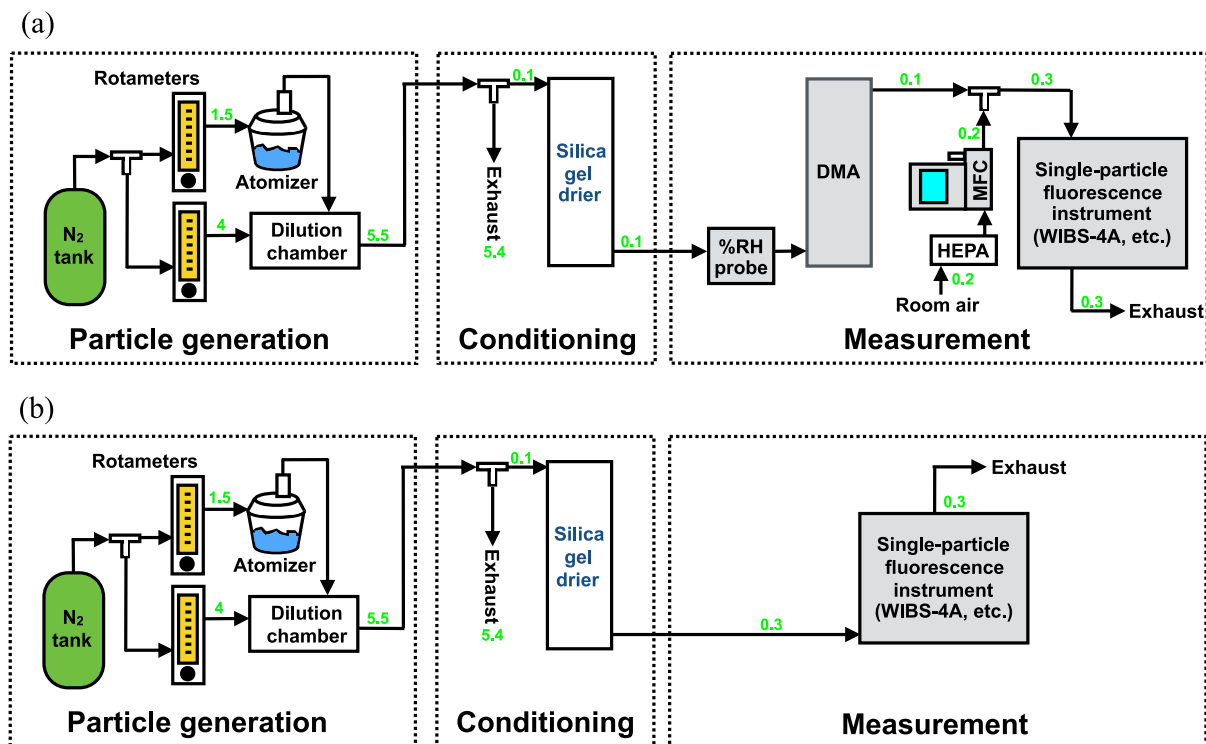 (a)
Rotameters
1.5
Atomizer
N2
tank
4
Dilution
chamber
5.5
Particle generation
0.1
Exhaust
5.4
Silica
gel
drier
0.1
Conditioning
%RH
probe
DMA
0.1
0.3
0.2
MFC
HEPA
0.2
Room air
Single-particle
fluorescence
instrument
(WIBS-4A, etc.)
0.3
Exhaust
Measurement
(b)
Rotameters
1.5
Atomizer
N2
tank
4
Dilution
chamber
5.5
Particle generation
0.1
Exhaust
5.4
Silica
gel
drier
Conditioning
0.3
Exhaust
0.3
Single-particle
fluorescence
instrument
(WIBS-4A, etc.)
Measurement